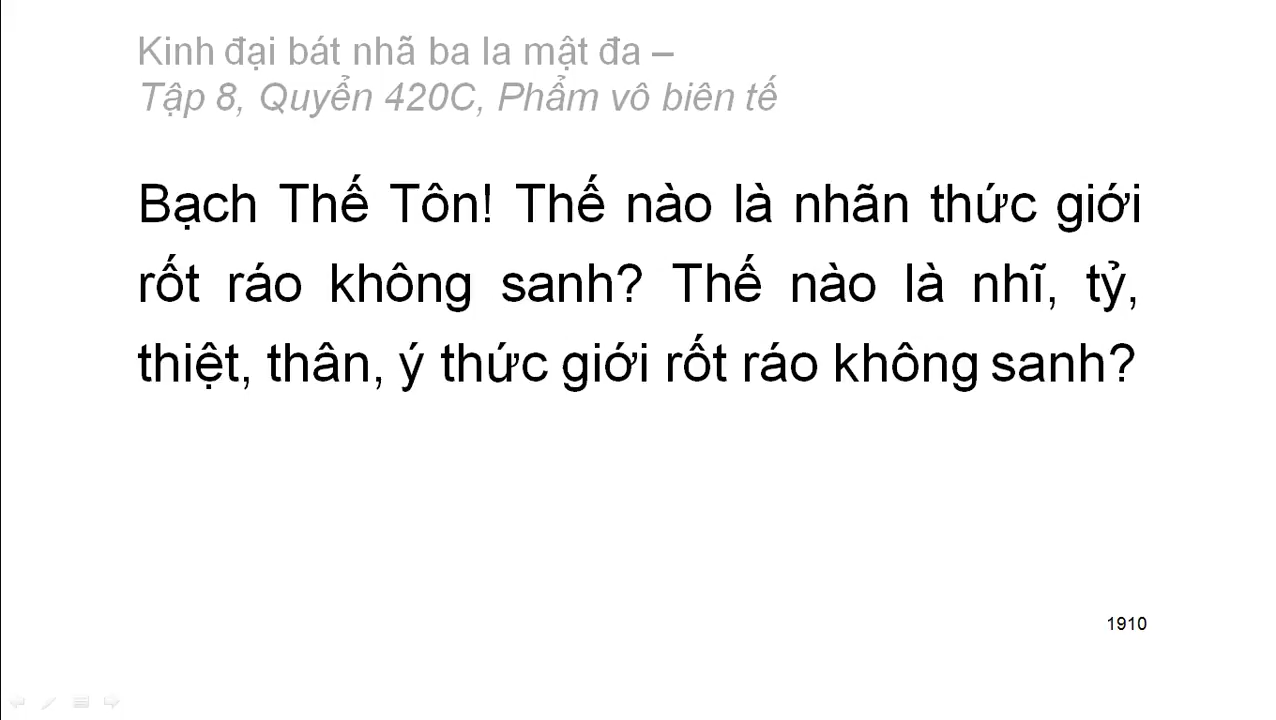 Kinh đại bát nhã ba la mật đa –
Tập 8, Quyển 420C, Phẩm vô biên tế
Bạch Thế Tôn! Thế nào là nhãn thức giới
rốt ráo không sanh? Thế nào là nhĩ, tỷ,
thiệt, thân, ý thức giới rốt ráo không sanh?
1910